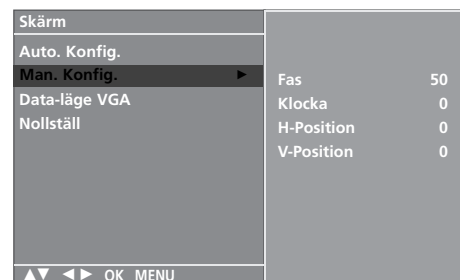 Skärm
Auto. Konfig.
Man. Konfig. ►
Data-läge VGA
Nollställ
Fas 50
Klocka 0
H-Position 0
V-Position 0
▲▼ ◄► OK MENU